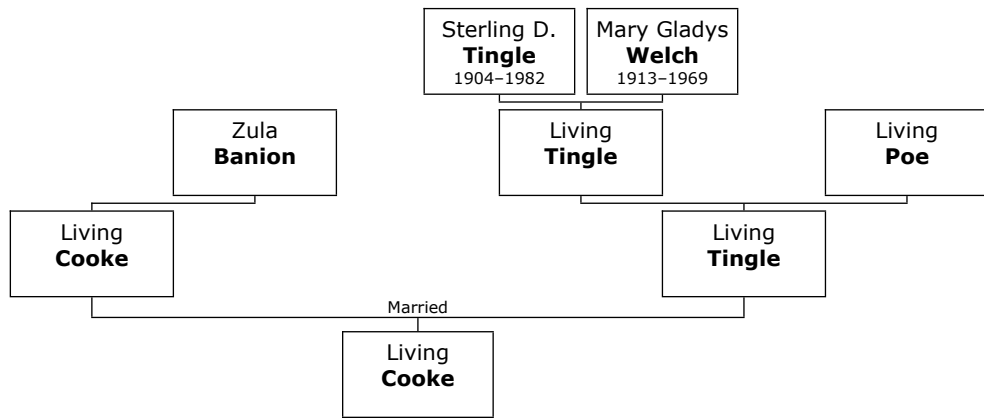 Sterling D.
Tingle
1904–1982
Mary Gladys
Welch
1913–1969
Zula
Banion
Living
Tingle
Living
Poe
Living
Cooke
Living
Tingle
Married
Living
Cooke